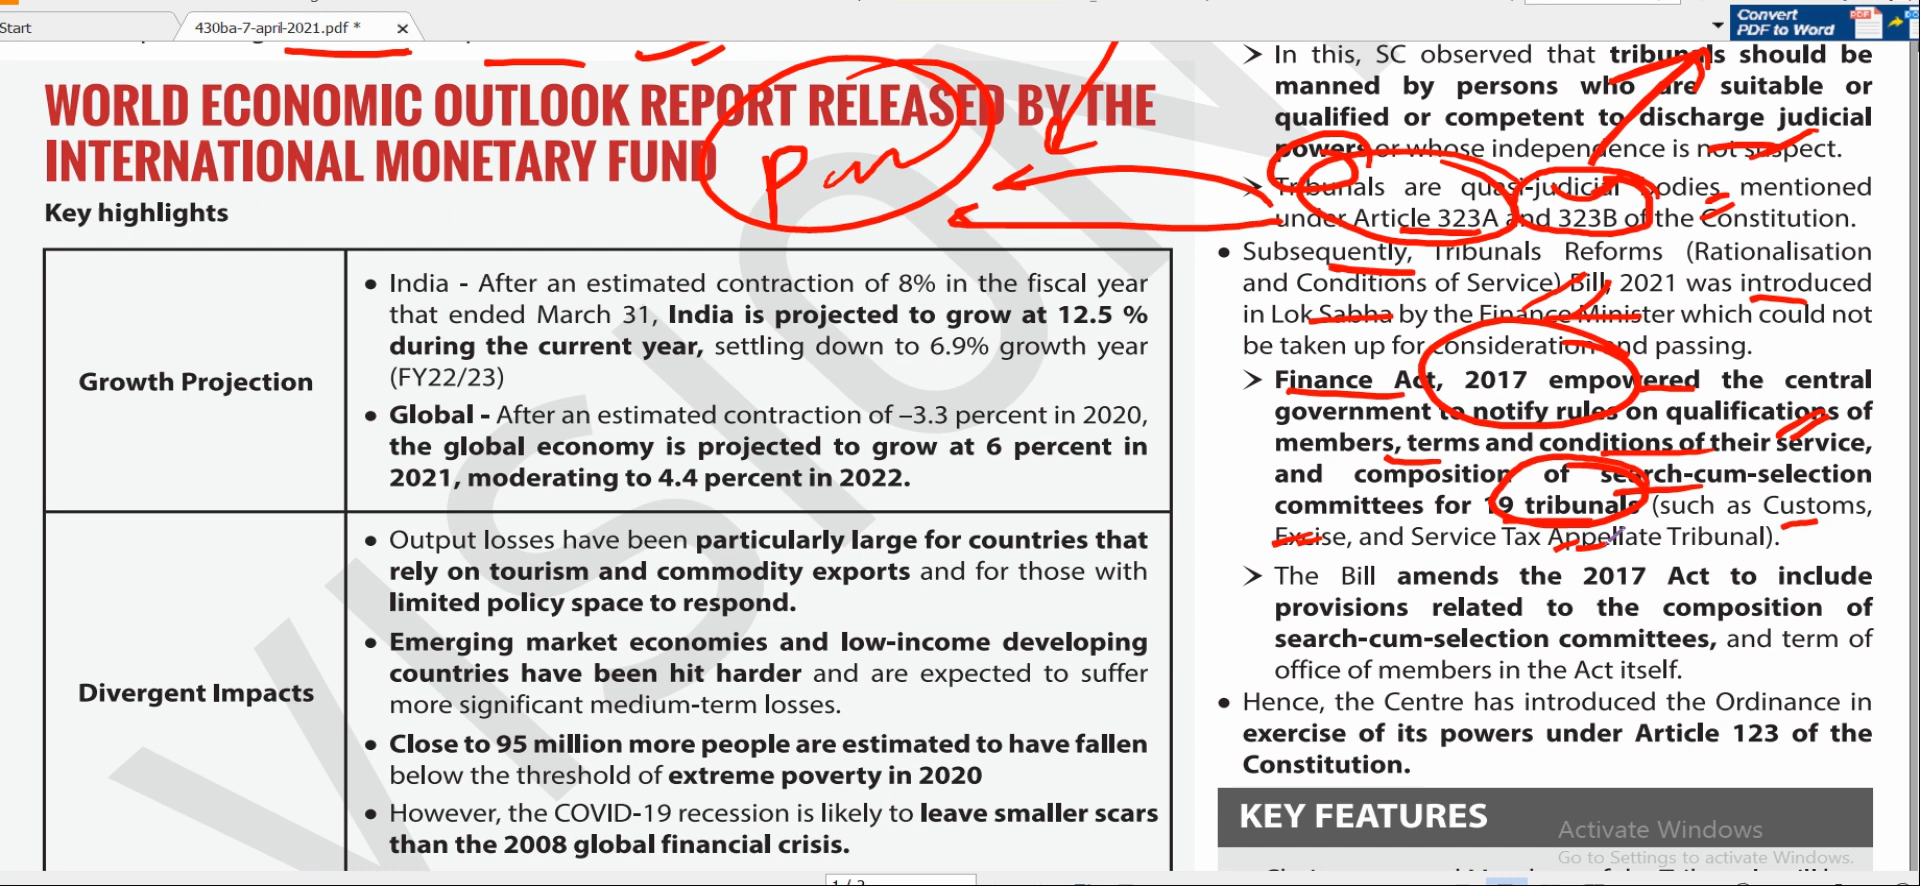 Start
430ba-7-april-2021.pdf *
Convert
PDF to Word
WORLD ECONOMIC OUTLOOK REPORT RELEASED BY THE
INTERNATIONAL MONETARY FUND
Key highlights
Growth Projection
• India - After an estimated contraction of 8% in the fiscal year
that ended March 31, India is projected to grow at 12.5 %
during the current year, settling down to 6.9% growth year
(FY22/23)
• Global - After an estimated contraction of –3.3 percent in 2020,
the global economy is projected to grow at 6 percent in
2021, moderating to 4.4 percent in 2022.
Divergent Impacts
• Output losses have been particularly large for countries that
rely on tourism and commodity exports and for those with
limited policy space to respond.
• Emerging market economies and low-income developing
countries have been hit harder and are expected to suffer
more significant medium-term losses.
• Close to 95 million more people are estimated to have fallen
below the threshold of extreme poverty in 2020
• However, the COVID-19 recession is likely to leave smaller scars
than the 2008 global financial crisis.
➢ In this, SC observed that tribunals should be
manned by persons who are suitable or
qualified or competent to discharge judicial
powers or whose independence is not suspect.
➢ Tribunals are quasi-judicial bodies mentioned
under Article 323A and 323B of the Constitution.
• Subsequently, Tribunals Reforms (Rationalisation
and Conditions of Service) Bill, 2021 was introduced
in Lok Sabha by the Finance Minister which could not
be taken up for consideration and passing.
➢ Finance Act, 2017 empowered the central
government to notify rules on qualifications of
members, terms and conditions of their service,
and composition of search-cum-selection
committees for 19 tribunals (such as Customs,
Excise, and Service Tax Appellate Tribunal).
➢ The Bill amends the 2017 Act to include
provisions related to the composition of
search-cum-selection committees, and term of
office of members in the Act itself.
• Hence, the Centre has introduced the Ordinance in
exercise of its powers under Article 123 of the
Constitution.
KEY FEATURES
Activate Windows
Go to Settings to activate Windows.
VISION